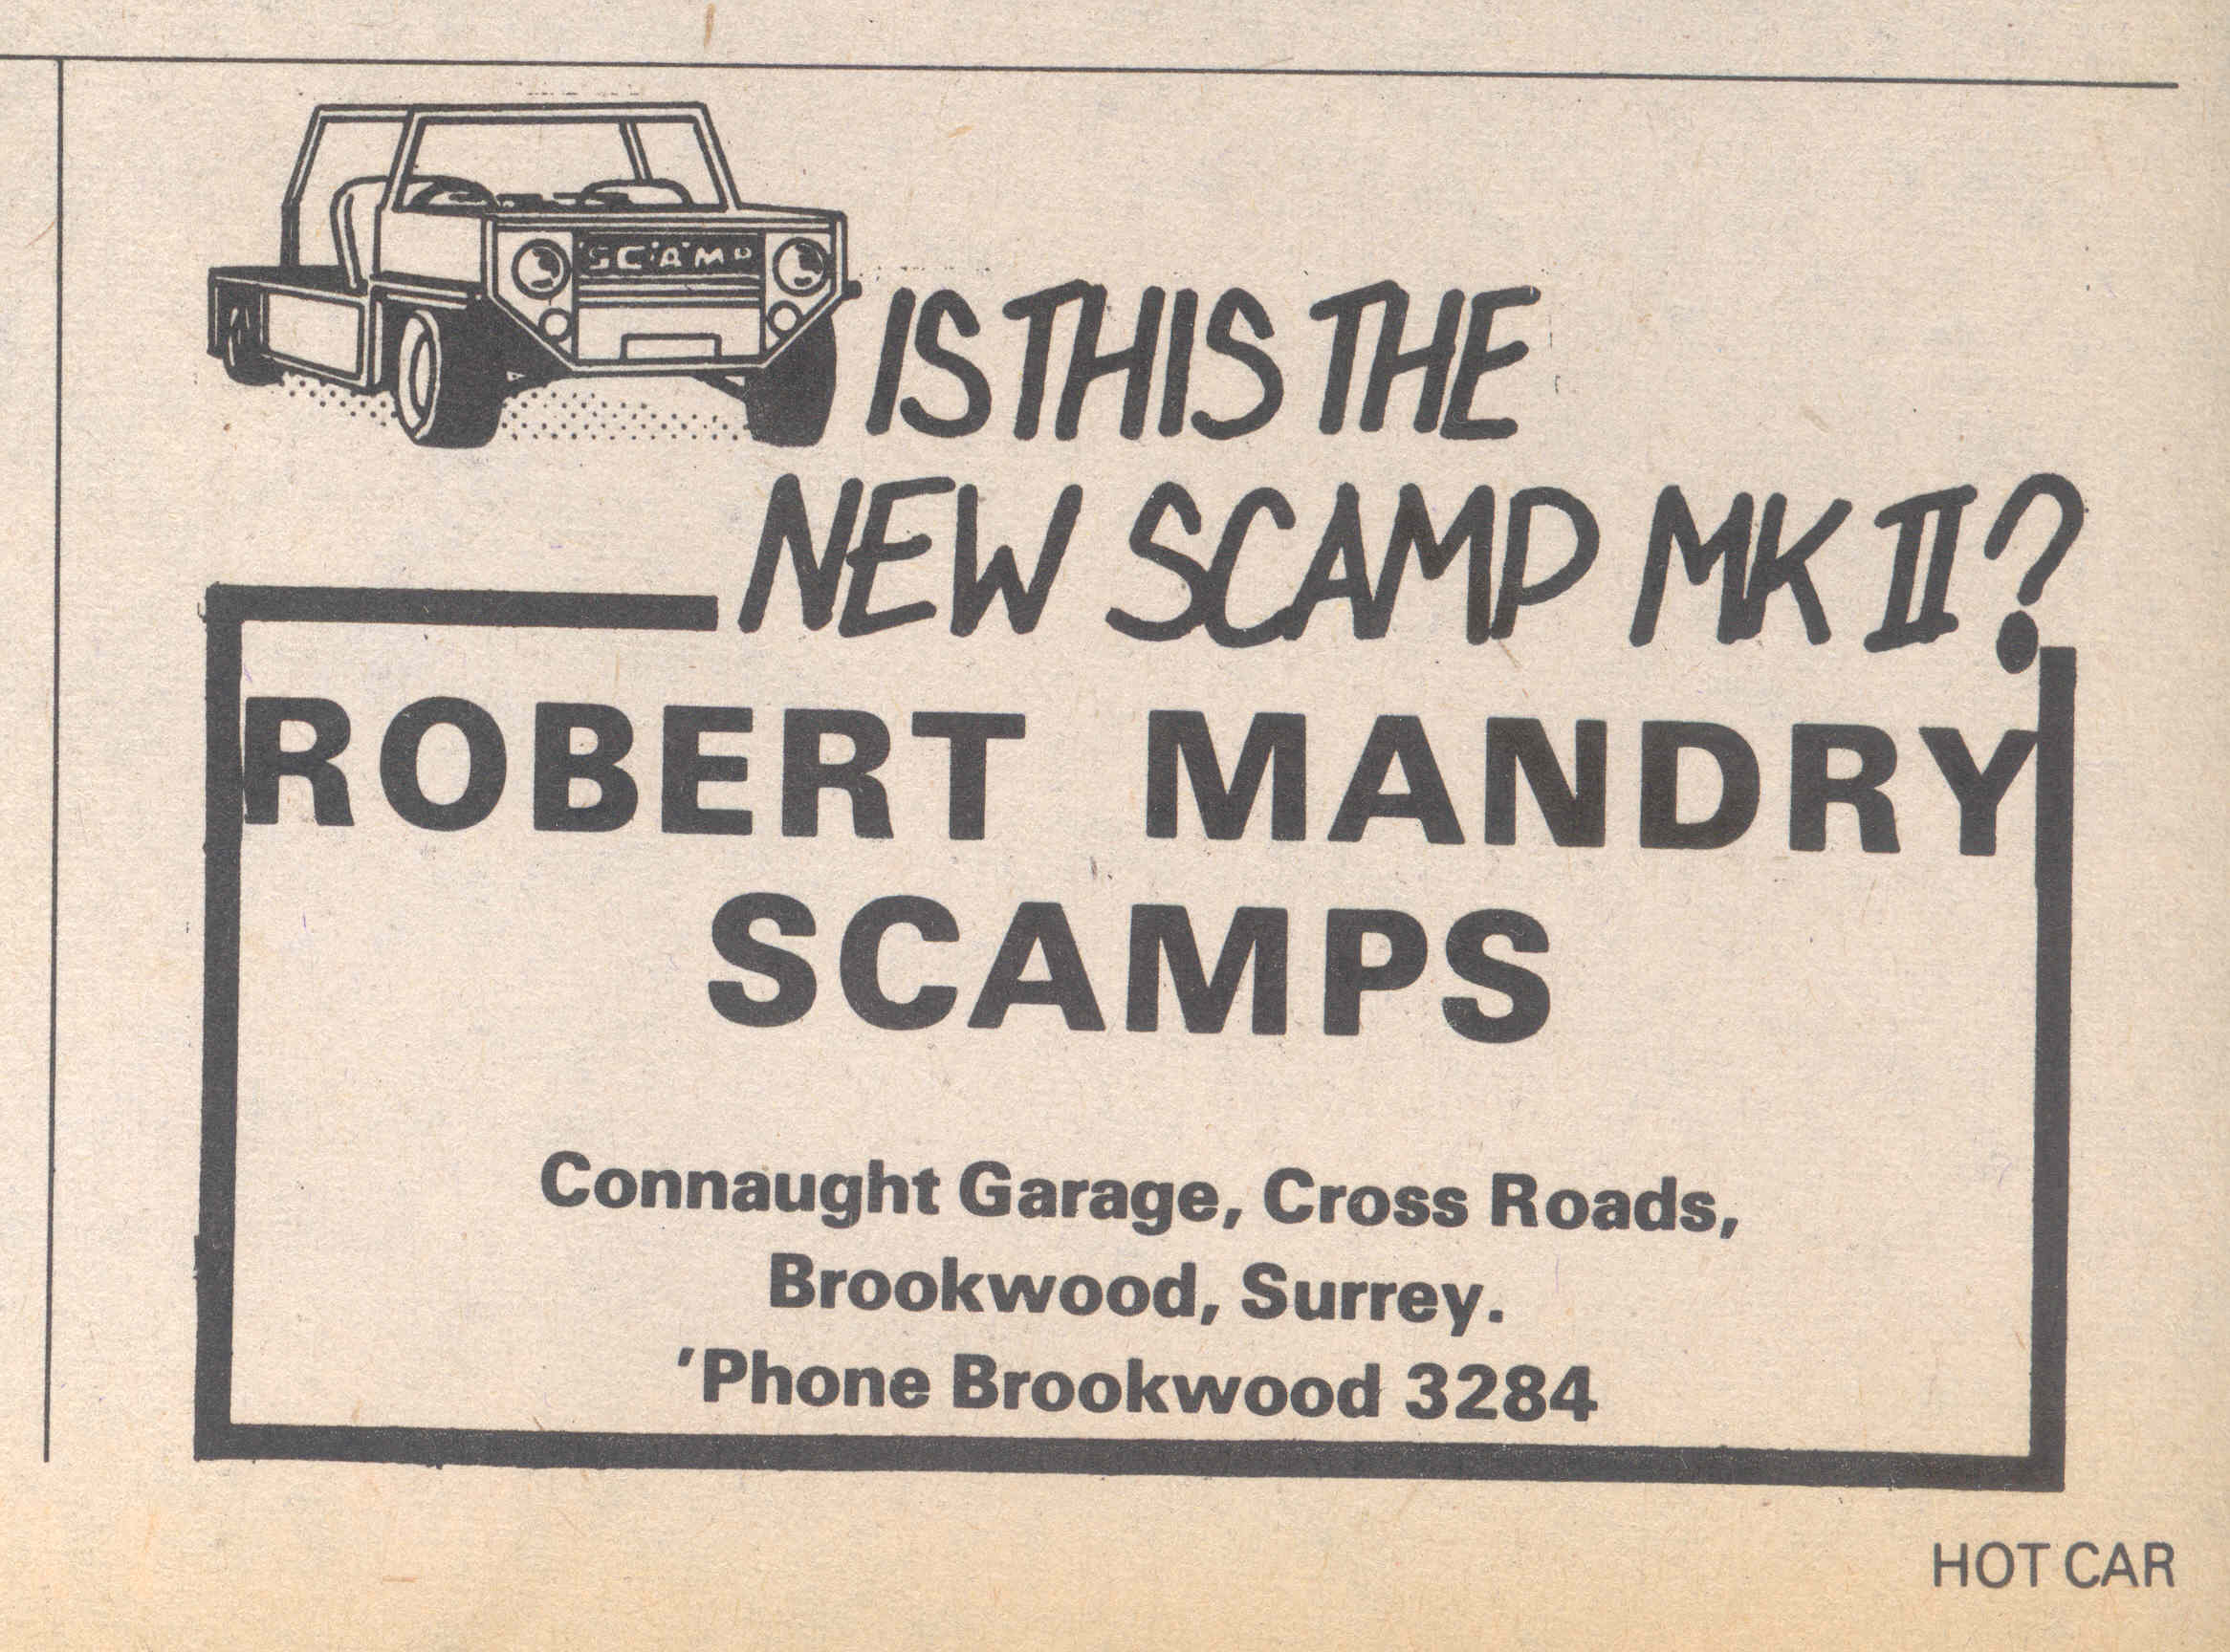 SCAMP
IS THIS THE
NEW SCAMP MK II?
ROBERT MANDRY
SCAMPS
Connaught Garage, Cross Roads,
Brookwood, Surrey.
'Phone Brookwood 3284
HOT CAR